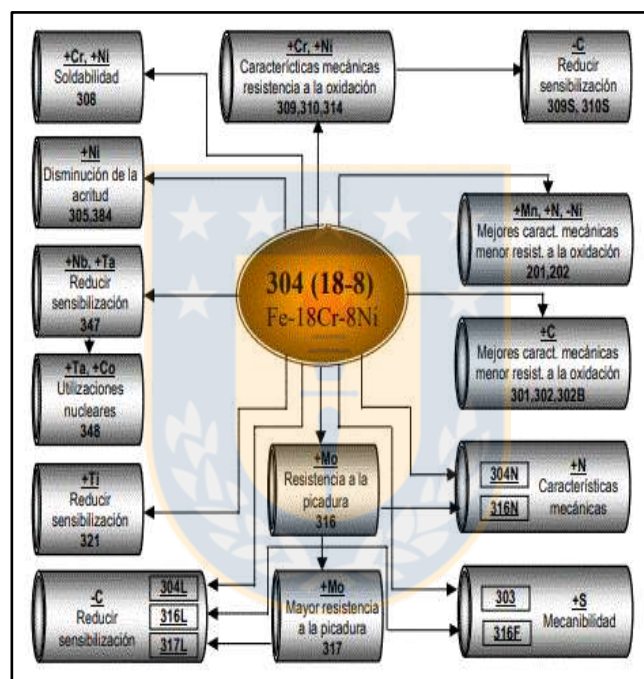 +Cr, +Ni
Soldabilidad
308
+Cr, +Ni
Características mecánicas
resistencia a la oxidación
309,310,314
-C
Reducir
sensibilización
309S, 310S
+Ni
Disminución de la
acritud
305,384
+Mn, +N, -Ni
Mejores caract. mecánicas
menor resist. a la oxidación
201,202
304 (18-8)
Fe-18Cr-8Ni
+Nb, +Ta
Reducir
sensibilización
347
+C
Mejores caract. mecánicas
menor resist. a la oxidación
301,302,302B
+Ta, +Co
Utilizaciones
nucleares
348
+Mo
Resistencia a la
picadura
316
+N
304N
Características
316N
mecánicas
+Ti
Reducir
sensibilización
321
-C
Reducir
sensibilización
304L
316L
317L
+Mo
Mayor resistencia
a la picadura
317
303
316F
+S
Mecanibilidad